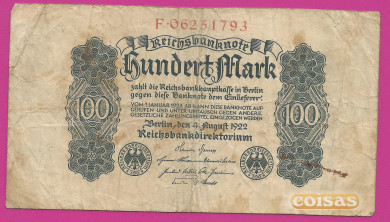 F·06251793
Reichsbanknote
Hundert Mark
zahlt die Reichsbankhauptkasse in Berlin
gegen diese Banknote dem Einlieferer.
VOM 1. JANUAR 1923 AB KANN DIESE BANKNOTE AUF-
GERUFEN UND UNTER UMTAUSCH GEGEN ANDERE
GESETZLICHE ZAHLUNGSMITTEL EINGEZOGEN WERDEN
100
100
Berlin, den 4. August 1922
Reichsbankdirektorium
coisas